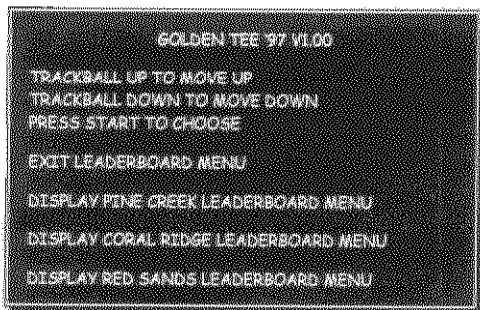 GOLDEN TEE '97 V1.00
TRACKBALL UP TO MOVE UP
TRACKBALL DOWN TO MOVE DOWN
PRESS START TO CHOOSE
EXIT LEADERBOARD MENU
DISPLAY PINE CREEK LEADERBOARD MENU
DISPLAY CORAL RIDGE LEADERBOARD MENU
DISPLAY RED SANDS LEADERBOARD MENU